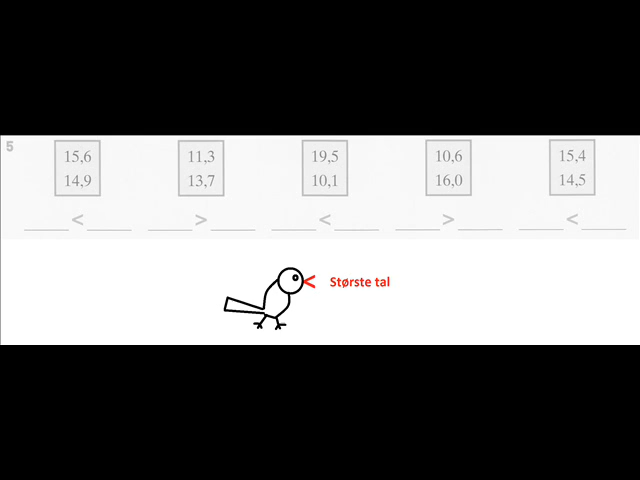 5
15,6 11,3 19,5 10,6 15,4
14,9 13,7 10,1 16,0 14,5
____ < ____ ____ > ____ ____ < ____ ____ > ____ ____ < ____
< Største tal